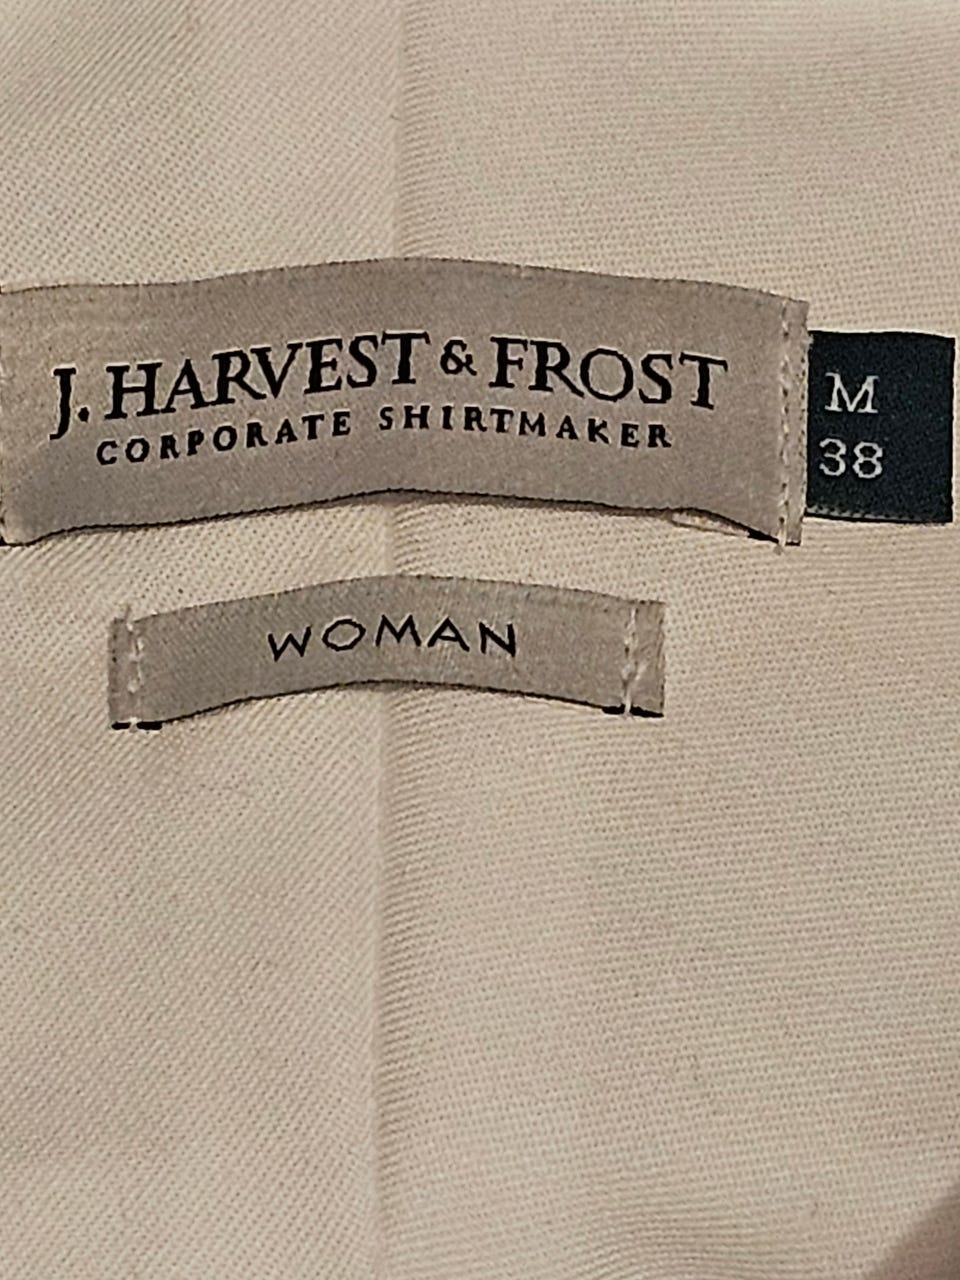 J. HARVEST & FROST
CORPORATE SHIRTMAKER
M
38
WOMAN